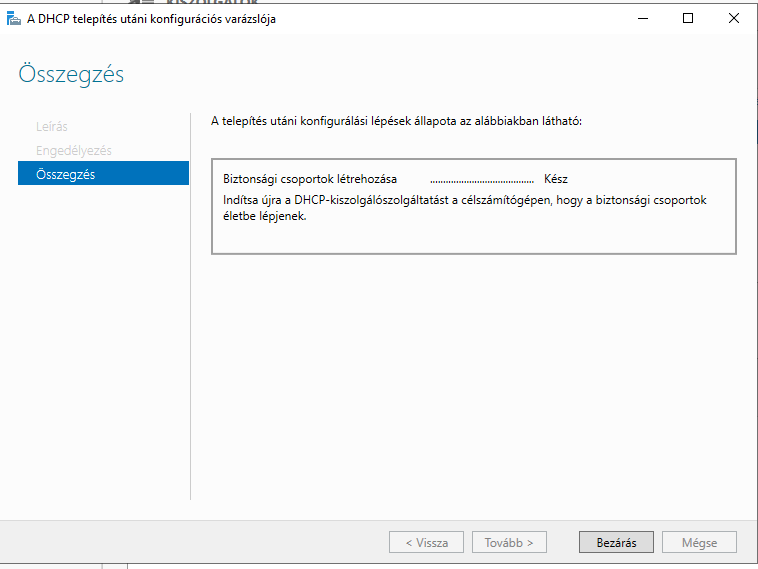 A DHCP telepítés utáni konfigurációs varázslója
Összegzés
Leírás
Engedélyezés
Összegzés
A telepítés utáni konfigurálási lépések állapota az alábbiakban látható:
Biztonsági csoportok létrehozása ........................................ Kész
Indítsa újra a DHCP-kiszolgálószolgáltatást a célszámítógépen, hogy a biztonsági csoportok
életbe lépjenek.
< Vissza
Tovább >
Bezárás
Mégse